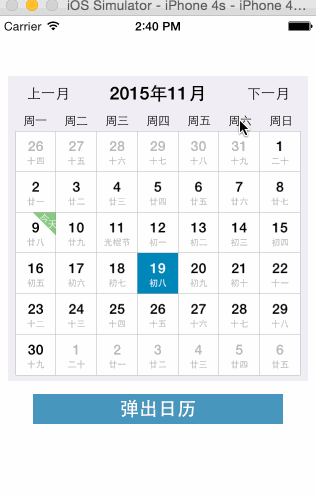 iOS Simulator - iPhone 4s - iPhone 4...
Carrier 2:40 PM
上一月 2015年11月 下一月
周一 周二 周三 周四 周五 周六 周日
26 27 28 29 30 31 1
十四 十五 十六 十七 十八 十九 二十
2 3 4 5 6 7 8
廿一 廿二 廿三 廿四 廿五 廿六 廿七
9 今天 10 11 12 13 14 15
廿八 廿九 光棍节 初一 初二 初三 初四
16 17 18 19 20 21 22
初五 初六 初七 初八 初九 初十 十一
23 24 25 26 27 28 29
十二 十三 十四 十五 十六 十七 十八
30 1 2 3 4 5 6
十九 二十 廿一 廿二 廿三 廿四 廿五
弹出日历